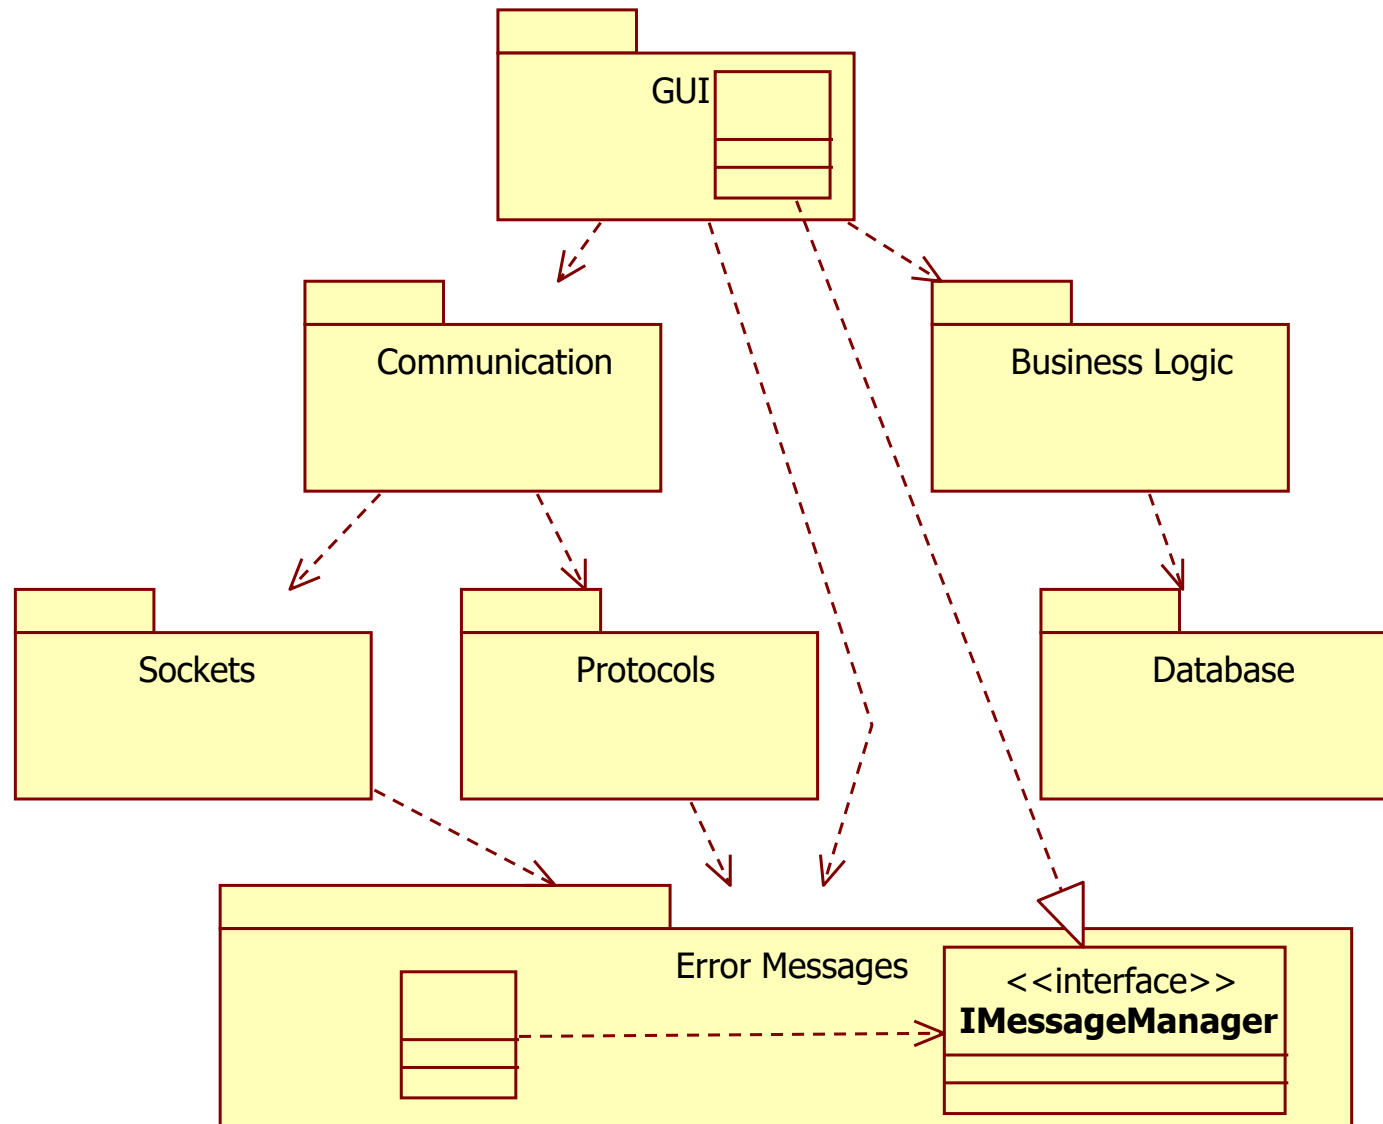 GUI
Communication
Business Logic
Sockets
Protocols
Database
Error Messages
<<interface>>
IMessageManager